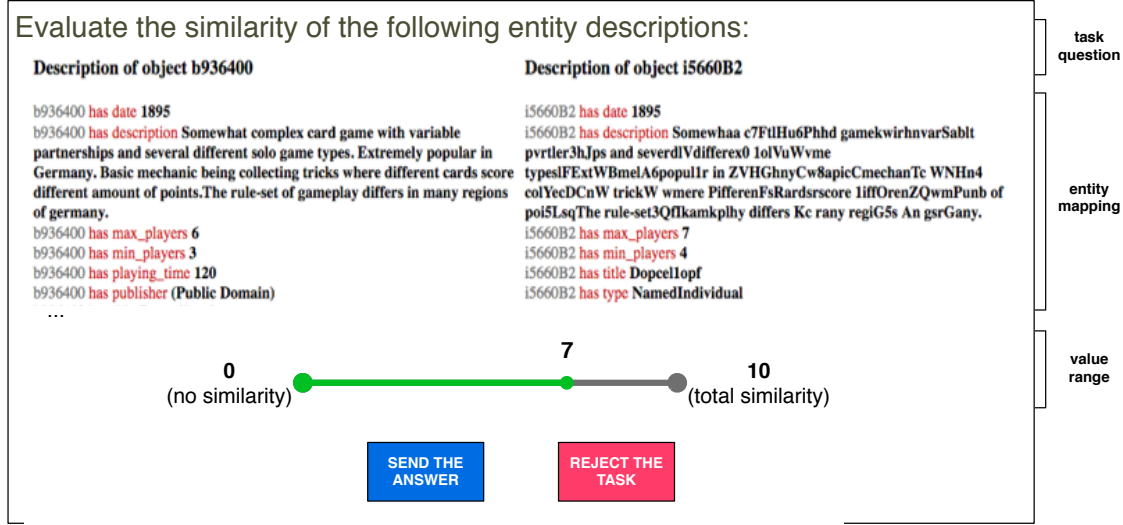 Evaluate the similarity of the following entity descriptions:
task
question
Description of object b936400
b936400 has date 1895
b936400 has description Somewhat complex card game with variable
partnerships and several different solo game types. Extremely popular in
Germany. Basic mechanic being collecting tricks where different cards score
different amount of points.The rule-set of gameplay differs in many regions
of germany.
b936400 has max_players 6
b936400 has min_players 3
b936400 has playing_time 120
b936400 has publisher (Public Domain)
...
Description of object i5660B2
i5660B2 has date 1895
i5660B2 has description Somewhaa c7FtlHu6Phhd gamekwirhnvarSablt
pvrtler3hJps and severdlVdifferex0 1olVuWvme
typeslFExtWBmelA6popul1r in ZVHGhnyCw8apicCmechanTc WNHn4
colYecDCnW trickW wmere PifferenFsRardsrscore 1iffOrenZQwmPunb of
poi5LsqThe rule-set3QfIkamkplhy differs Kc rany regiG5s An gsrGany.
i5660B2 has max_players 7
i5660B2 has min_players 4
i5660B2 has title Dopcel1opf
i5660B2 has type NamedIndividual
entity
mapping
0
(no similarity)
7
10
(total similarity)
value
range
SEND THE
ANSWER
REJECT THE
TASK